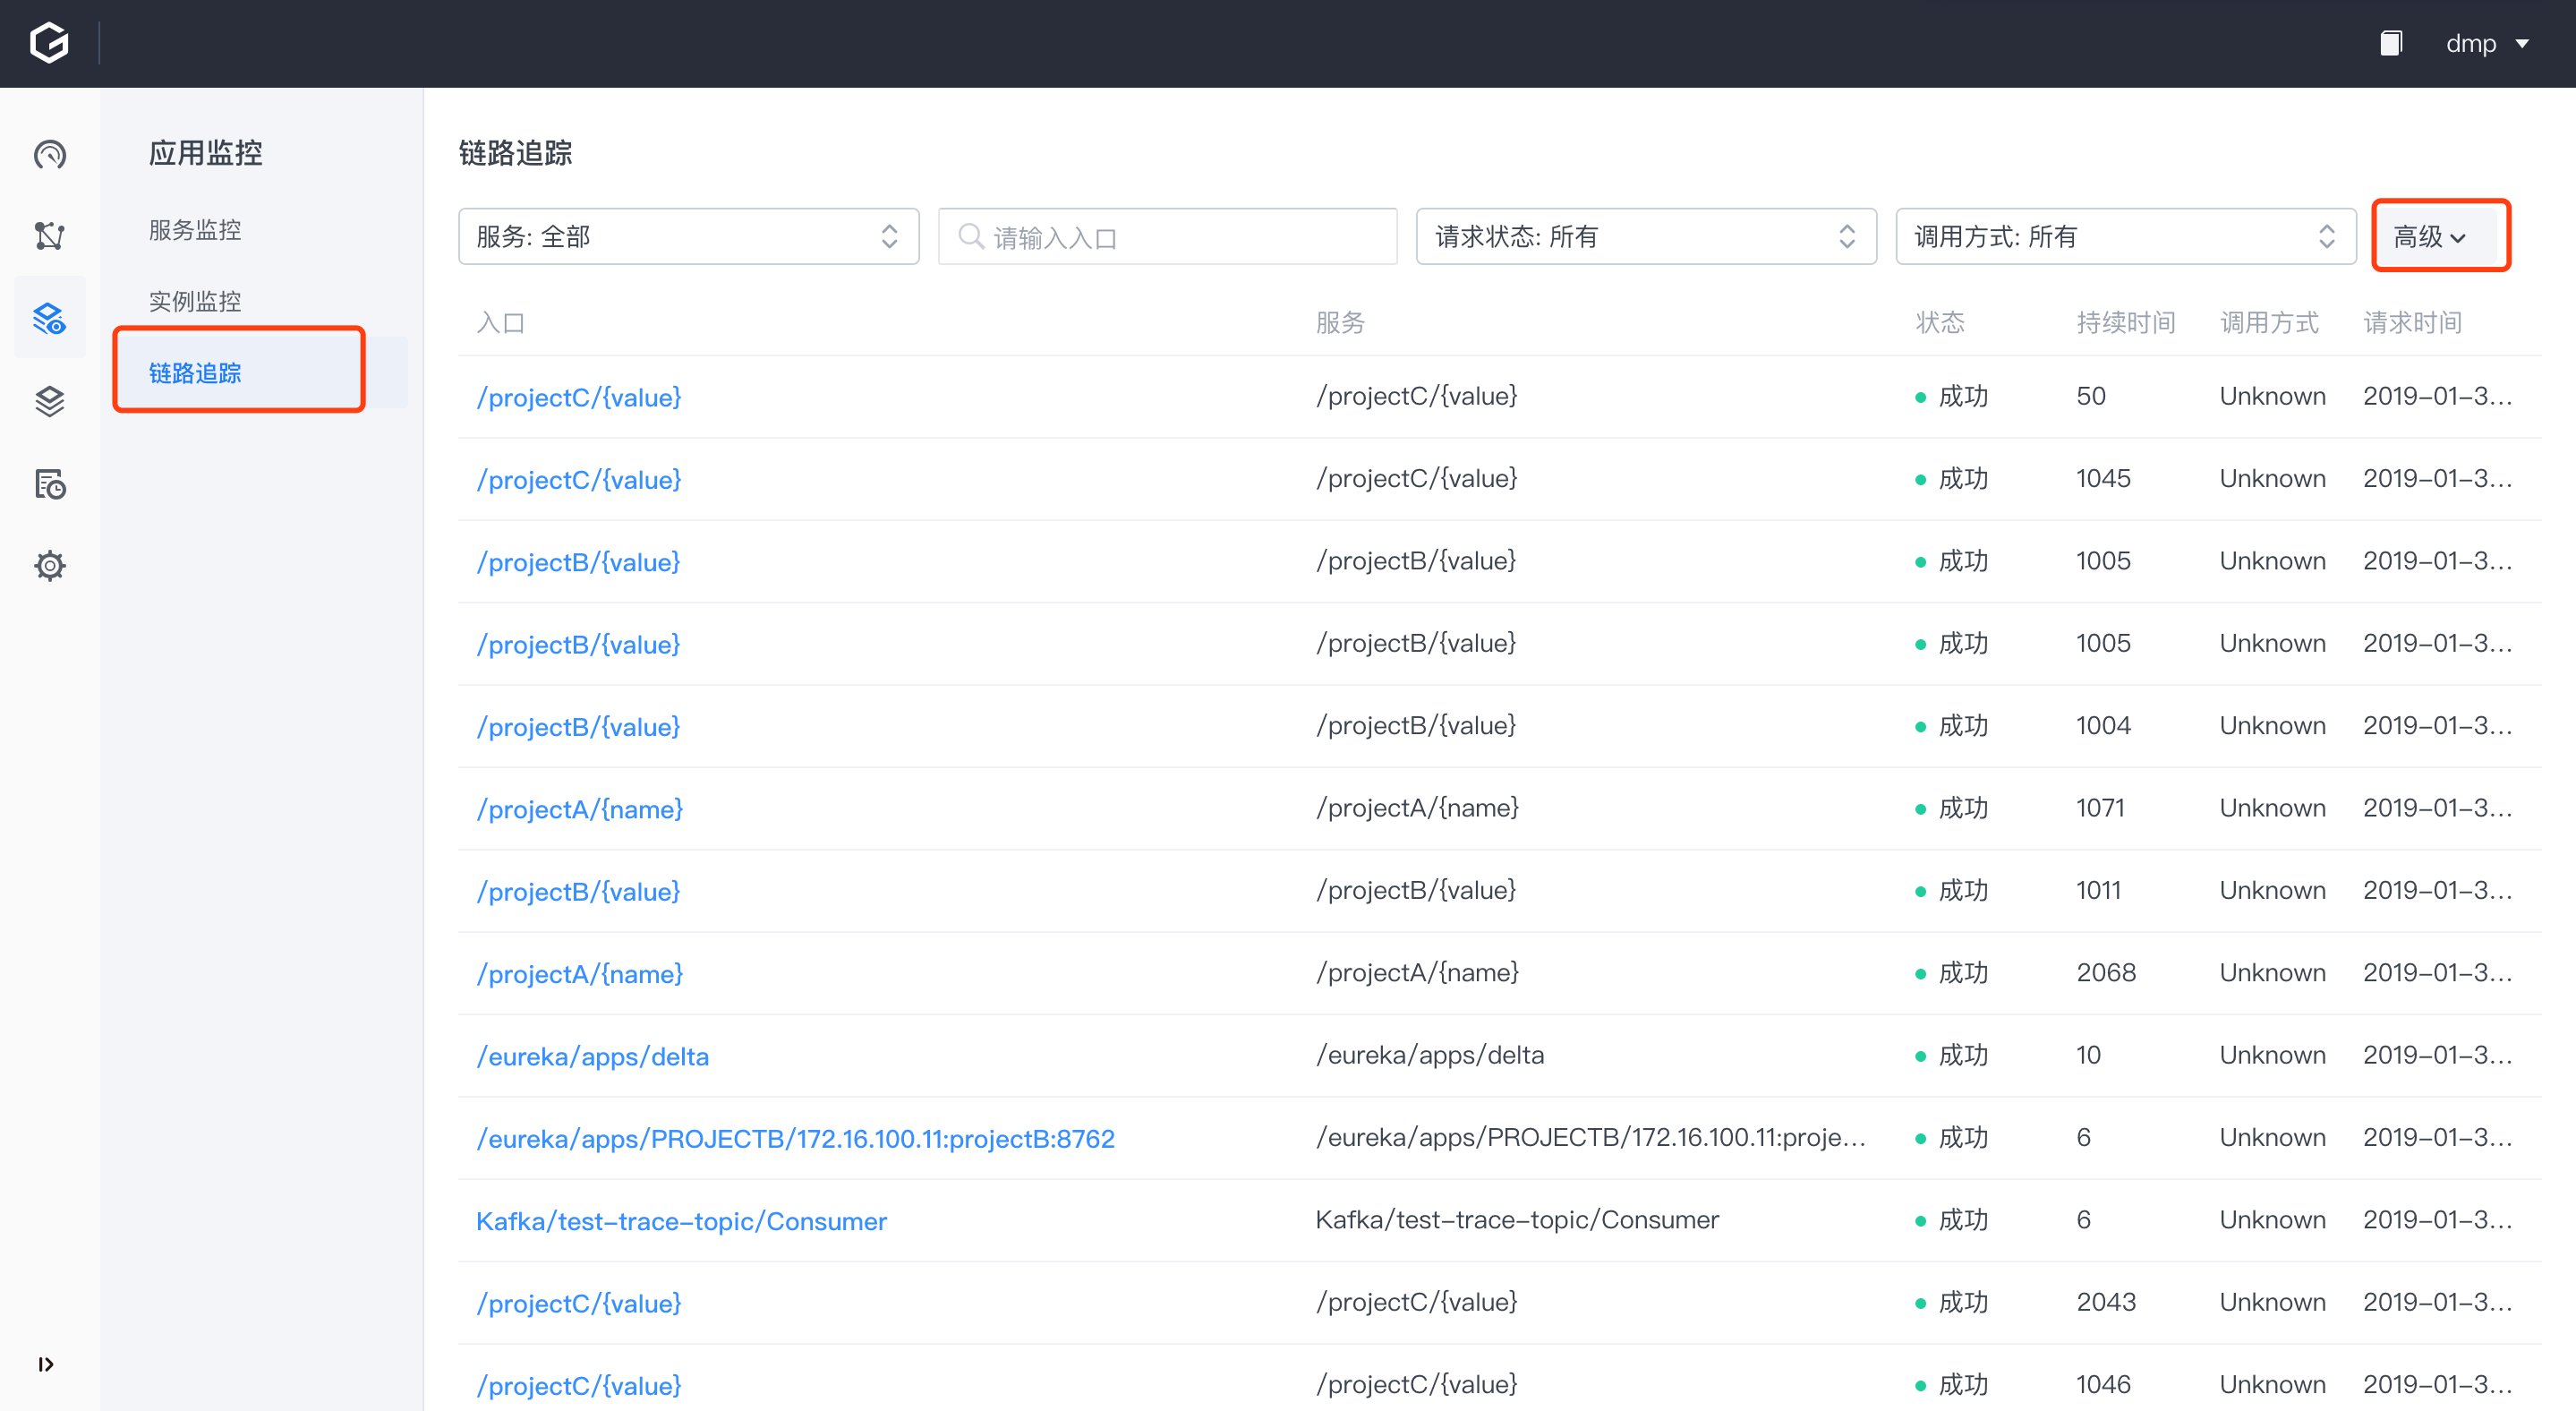 dmp
应用监控
服务监控
实例监控
链路追踪
链路追踪
服务: 全部 请输入入口 请求状态: 所有 调用方式: 所有 高级
入口 服务 状态 持续时间 调用方式 请求时间
/projectC/{value} /projectC/{value} 成功 50 Unknown 2019-01-3...
/projectC/{value} /projectC/{value} 成功 1045 Unknown 2019-01-3...
/projectB/{value} /projectB/{value} 成功 1005 Unknown 2019-01-3...
/projectB/{value} /projectB/{value} 成功 1005 Unknown 2019-01-3...
/projectB/{value} /projectB/{value} 成功 1004 Unknown 2019-01-3...
/projectA/{name} /projectA/{name} 成功 1071 Unknown 2019-01-3...
/projectB/{value} /projectB/{value} 成功 1011 Unknown 2019-01-3...
/projectA/{name} /projectA/{name} 成功 2068 Unknown 2019-01-3...
/eureka/apps/delta /eureka/apps/delta 成功 10 Unknown 2019-01-3...
/eureka/apps/PROJECTB/172.16.100.11:projectB:8762 /eureka/apps/PROJECTB/172.16.100.11:proje... 成功 6 Unknown 2019-01-3...
Kafka/test-trace-topic/Consumer Kafka/test-trace-topic/Consumer 成功 6 Unknown 2019-01-3...
/projectC/{value} /projectC/{value} 成功 2043 Unknown 2019-01-3...
/projectC/{value} /projectC/{value} 成功 1046 Unknown 2019-01-3...